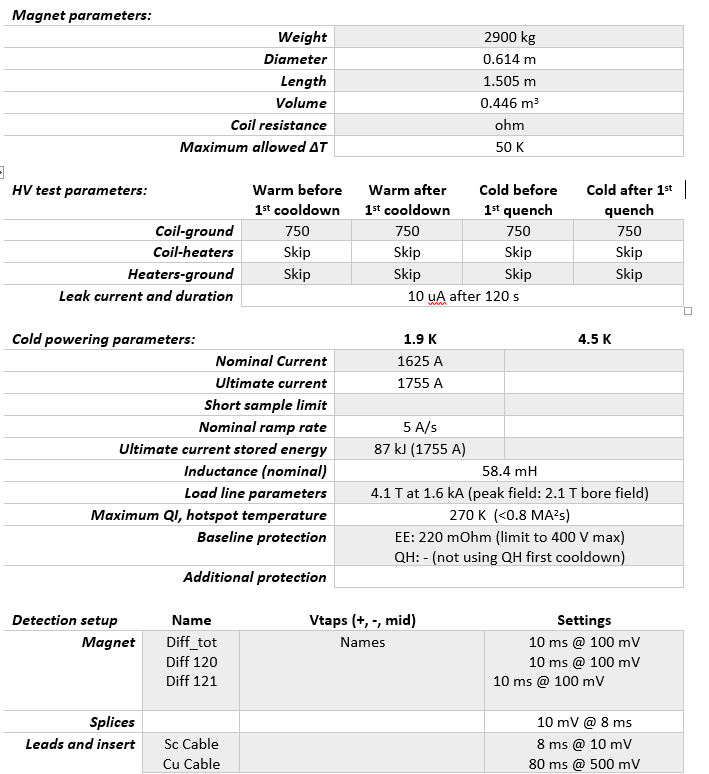 Magnet parameters:
Weight 2900 kg
Diameter 0.614 m
Length 1.505 m
Volume 0.446 m³
Coil resistance ohm
Maximum allowed ΔT 50 K
HV test parameters: Warm before 1st cooldown Warm after 1st cooldown Cold before 1st quench Cold after 1st quench
Coil-ground 750 750 750 750
Coil-heaters Skip Skip Skip Skip
Heaters-ground Skip Skip Skip Skip
Leak current and duration 10 uA after 120 s
Cold powering parameters: 1.9 K 4.5 K
Nominal Current 1625 A
Ultimate current 1755 A
Short sample limit
Nominal ramp rate 5 A/s
Ultimate current stored energy 87 kJ (1755 A)
Inductance (nominal) 58.4 mH
Load line parameters 4.1 T at 1.6 kA (peak field: 2.1 T bore field)
Maximum QI, hotspot temperature 270 K (<0.8 MA²s)
Baseline protection EE: 220 mOhm (limit to 400 V max)
QH: - (not using QH first cooldown)
Additional protection
Detection setup Name Vtaps (+, -, mid) Settings
Magnet Diff_tot Names 10 ms @ 100 mV
Diff 120 10 ms @ 100 mV
Diff 121 10 ms @ 100 mV
Splices 10 mV @ 8 ms
Leads and insert Sc Cable 8 ms @ 10 mV
Cu Cable 80 ms @ 500 mV